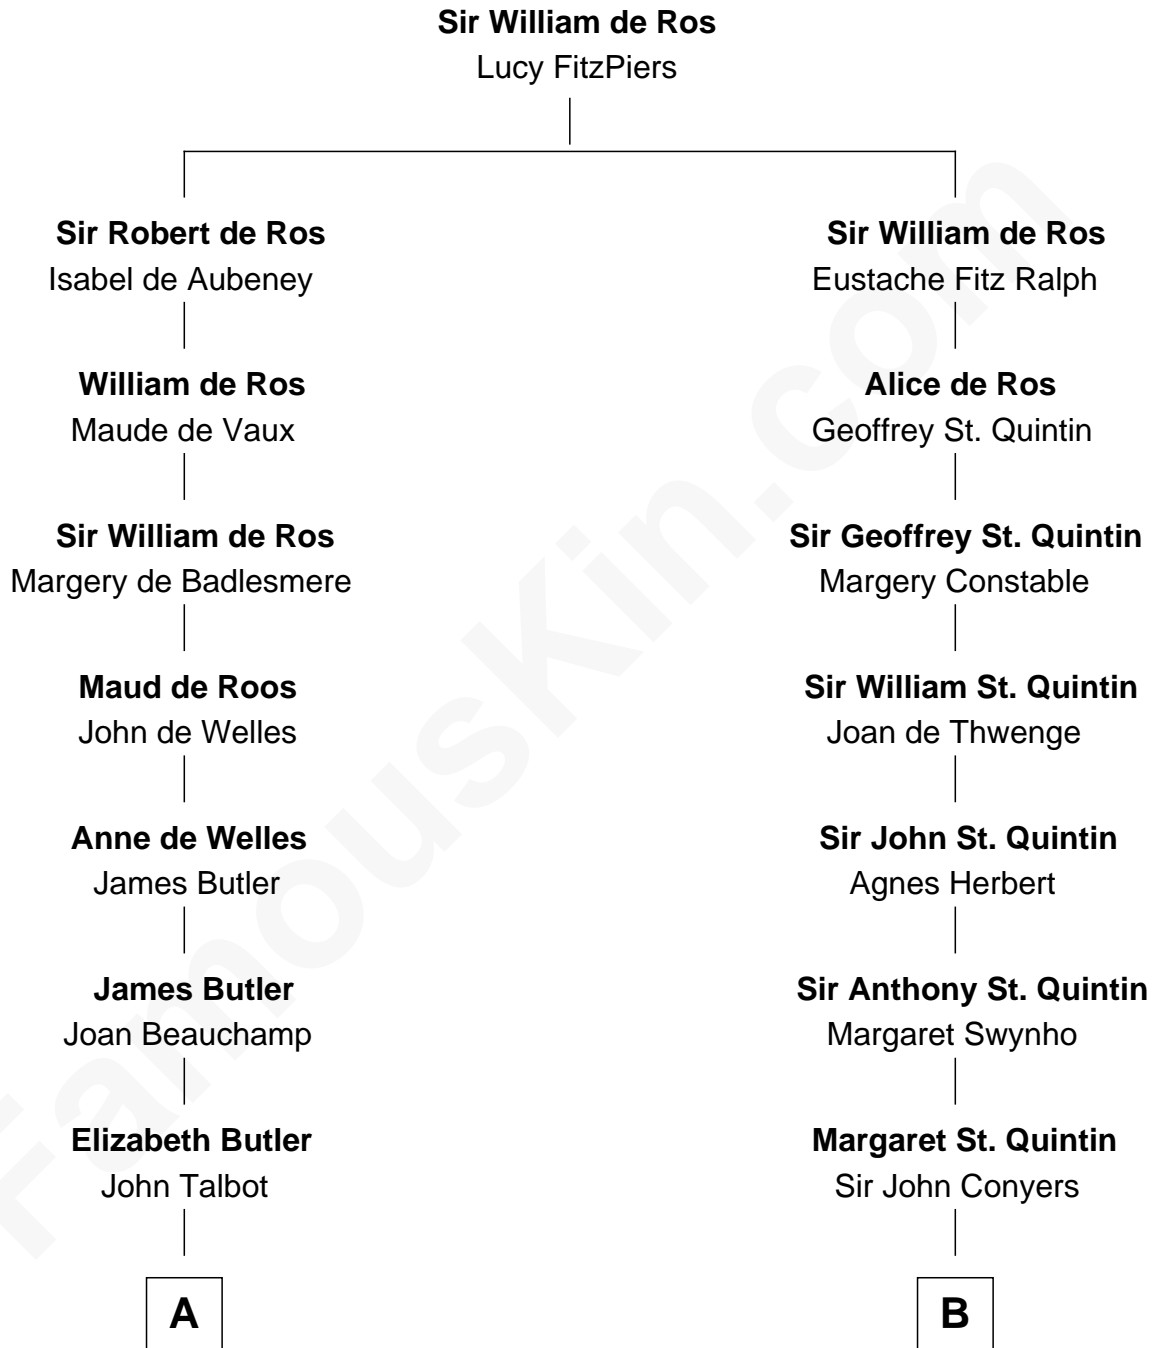 Sir William de Ros
Lucy FitzPiers
Sir Robert de Ros
Isabel de Aubeney
William de Ros
Maude de Vaux
Sir William de Ros
Margery de Badlesmere
Maud de Roos
John de Welles
Anne de Welles
James Butler
James Butler
Joan Beauchamp
Elizabeth Butler
John Talbot
A
Sir William de Ros
Eustache Fitz Ralph
Alice de Ros
Geoffrey St. Quintin
Sir Geoffrey St. Quintin
Margery Constable
Sir William St. Quintin
Joan de Thwenge
Sir John St. Quintin
Agnes Herbert
Sir Anthony St. Quintin
Margaret Swynho
Margaret St. Quintin
Sir John Conyers
B
FamousKin.com